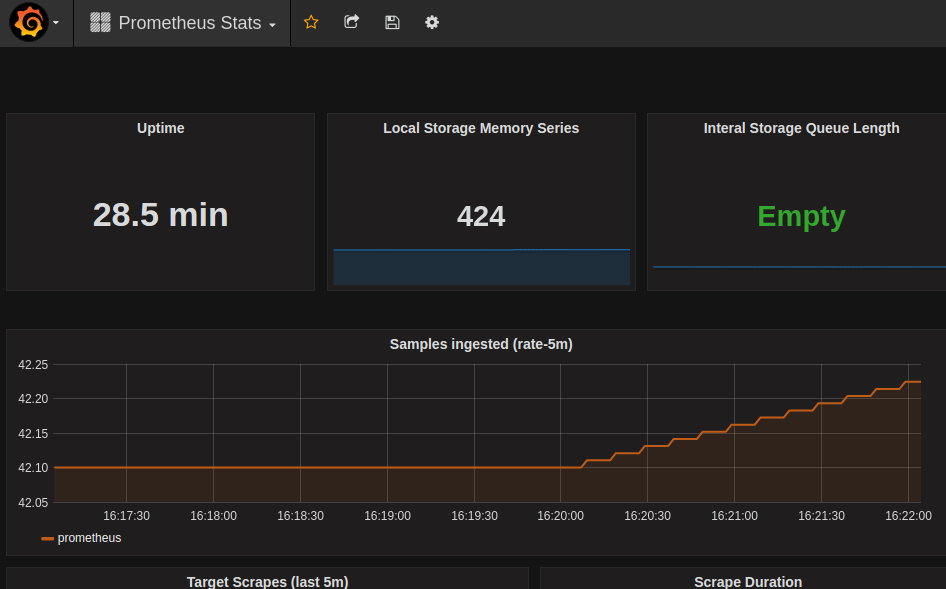 Prometheus Stats
Uptime
28.5 min
Local Storage Memory Series
424
Interal Storage Queue Length
Empty
Samples ingested (rate-5m)
42.25
42.20
42.15
42.10
42.05
16:17:30 16:18:00 16:18:30 16:19:00 16:19:30 16:20:00 16:20:30 16:21:00 16:21:30 16:22:00
prometheus
Target Scrapes (last 5m)
Scrape Duration